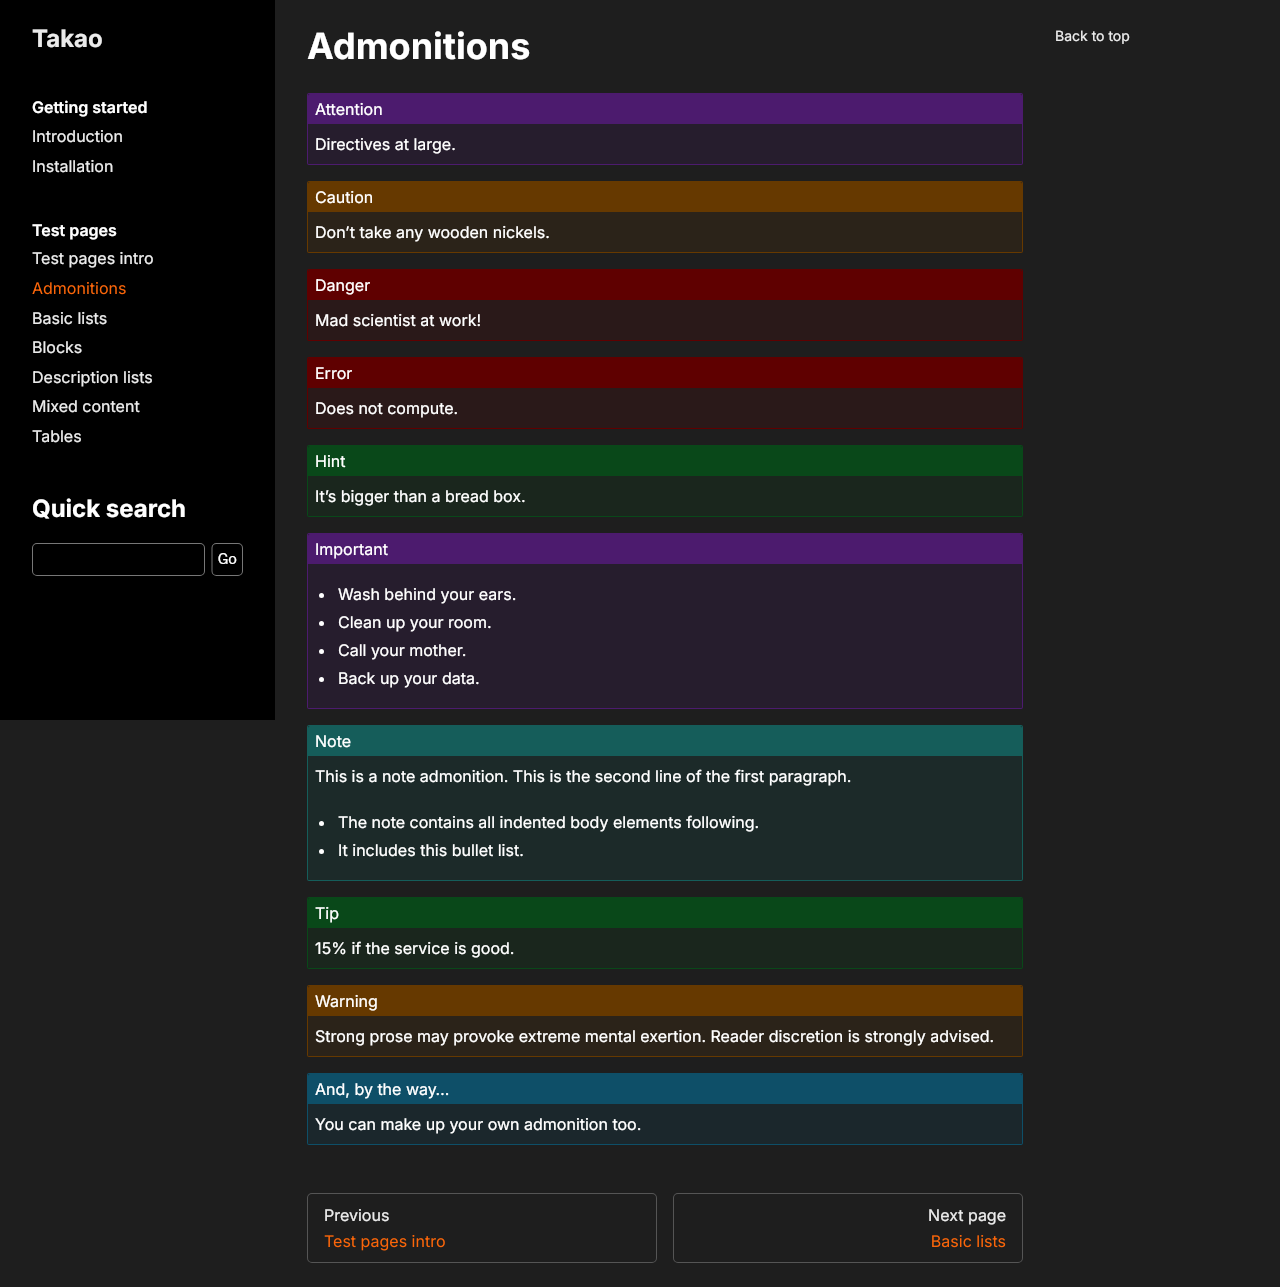 Takao
Getting started
Introduction
Installation
Test pages
Test pages intro
Admonitions
Basic lists
Blocks
Description lists
Mixed content
Tables
Quick search
Go
Admonitions
Attention
Directives at large.
Caution
Don’t take any wooden nickels.
Danger
Mad scientist at work!
Error
Does not compute.
Hint
It’s bigger than a bread box.
Important
• Wash behind your ears.
• Clean up your room.
• Call your mother.
• Back up your data.
Note
This is a note admonition. This is the second line of the first paragraph.
• The note contains all indented body elements following.
• It includes this bullet list.
Tip
15% if the service is good.
Warning
Strong prose may provoke extreme mental exertion. Reader discretion is strongly advised.
And, by the way…
You can make up your own admonition too.
Previous
Test pages intro
Next page
Basic lists
Back to top